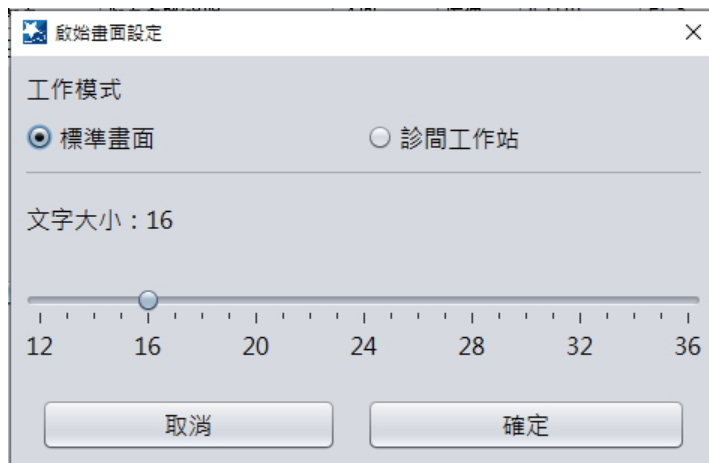 啟始畫面設定
工作模式
標準畫面 診間工作站
文字大小：16
12 16 20 24 28 32 36
取消 確定